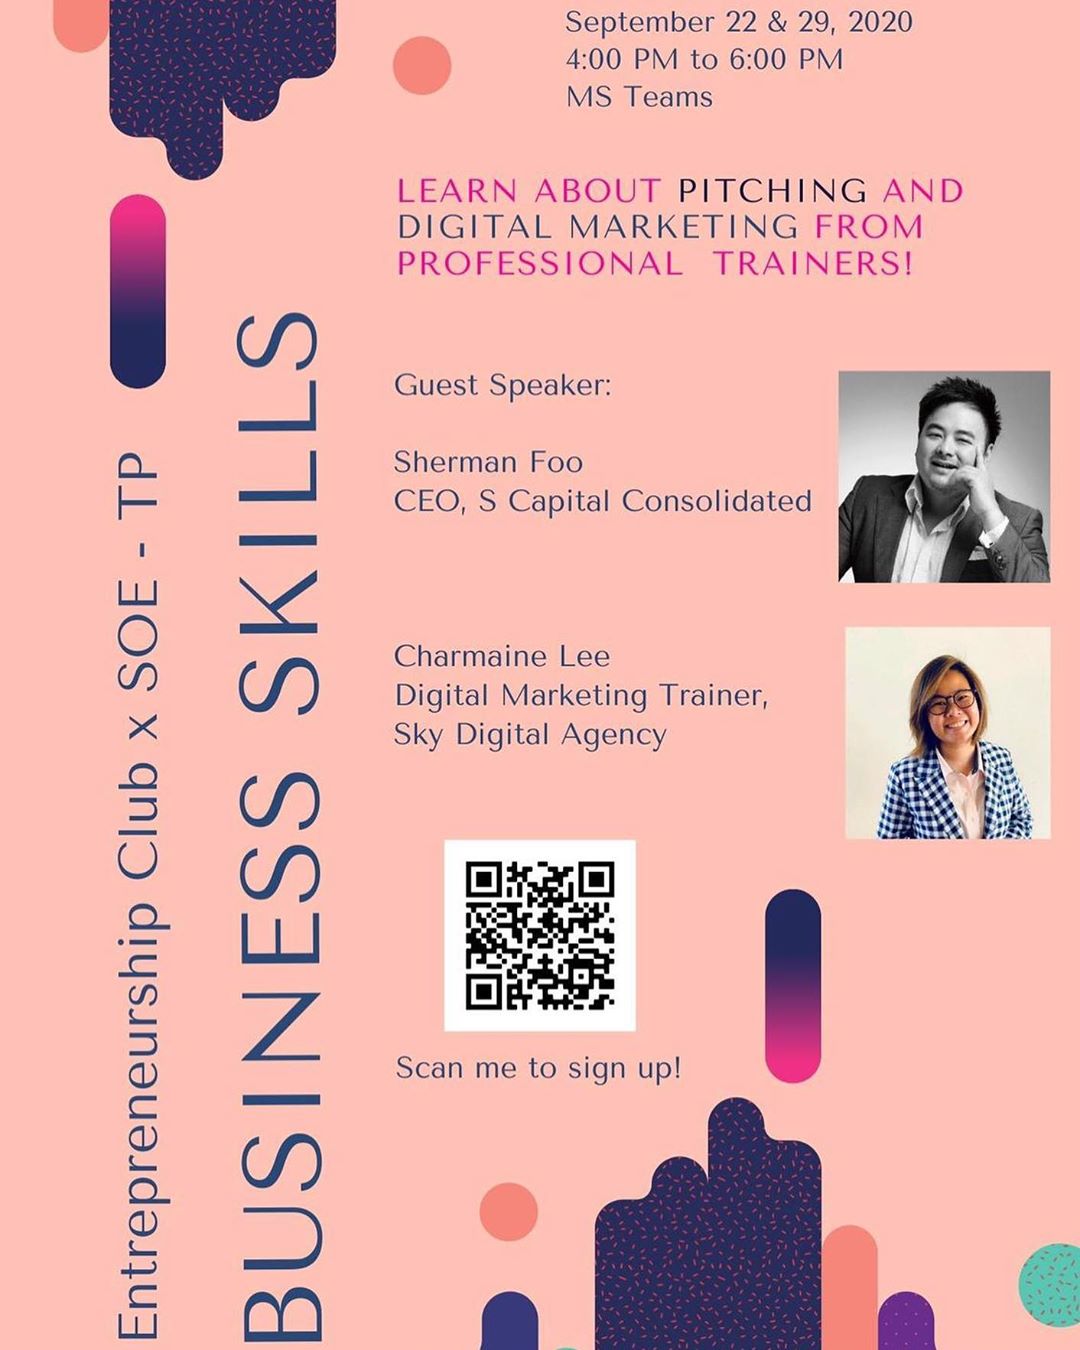 September 22 & 29, 2020
4:00 PM to 6:00 PM
MS Teams
LEARN ABOUT PITCHING AND
DIGITAL MARKETING FROM
PROFESSIONAL TRAINERS!
Guest Speaker:
Sherman Foo
CEO, S Capital Consolidated
Charmaine Lee
Digital Marketing Trainer,
Sky Digital Agency
Scan me to sign up!
Entrepreneurship Club x SOE - TP
BUSINESS SKILLS